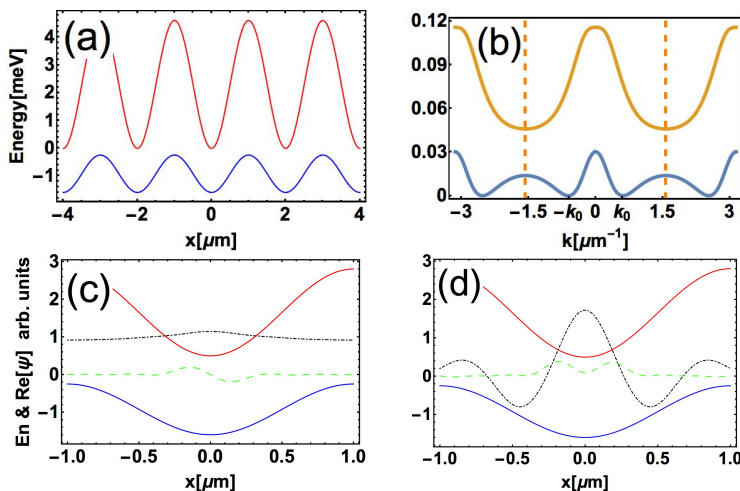 (a)
Energy[meV]
4
3
2
1
0
−1
−4 −2 0 2 4
x[μm]
(b)
0.12
0.09
0.06
0.03
0
−3 −1.5 −k₀ 0 k₀ 1.5 3
k[μm⁻¹]
(c)
En & Re[ψ] arb. units
3
2
1
0
−1
−1.0 −0.5 0.0 0.5 1.0
x[μm]
(d)
3
2
1
0
−1
−1.0 −0.5 0.0 0.5 1.0
x[μm]